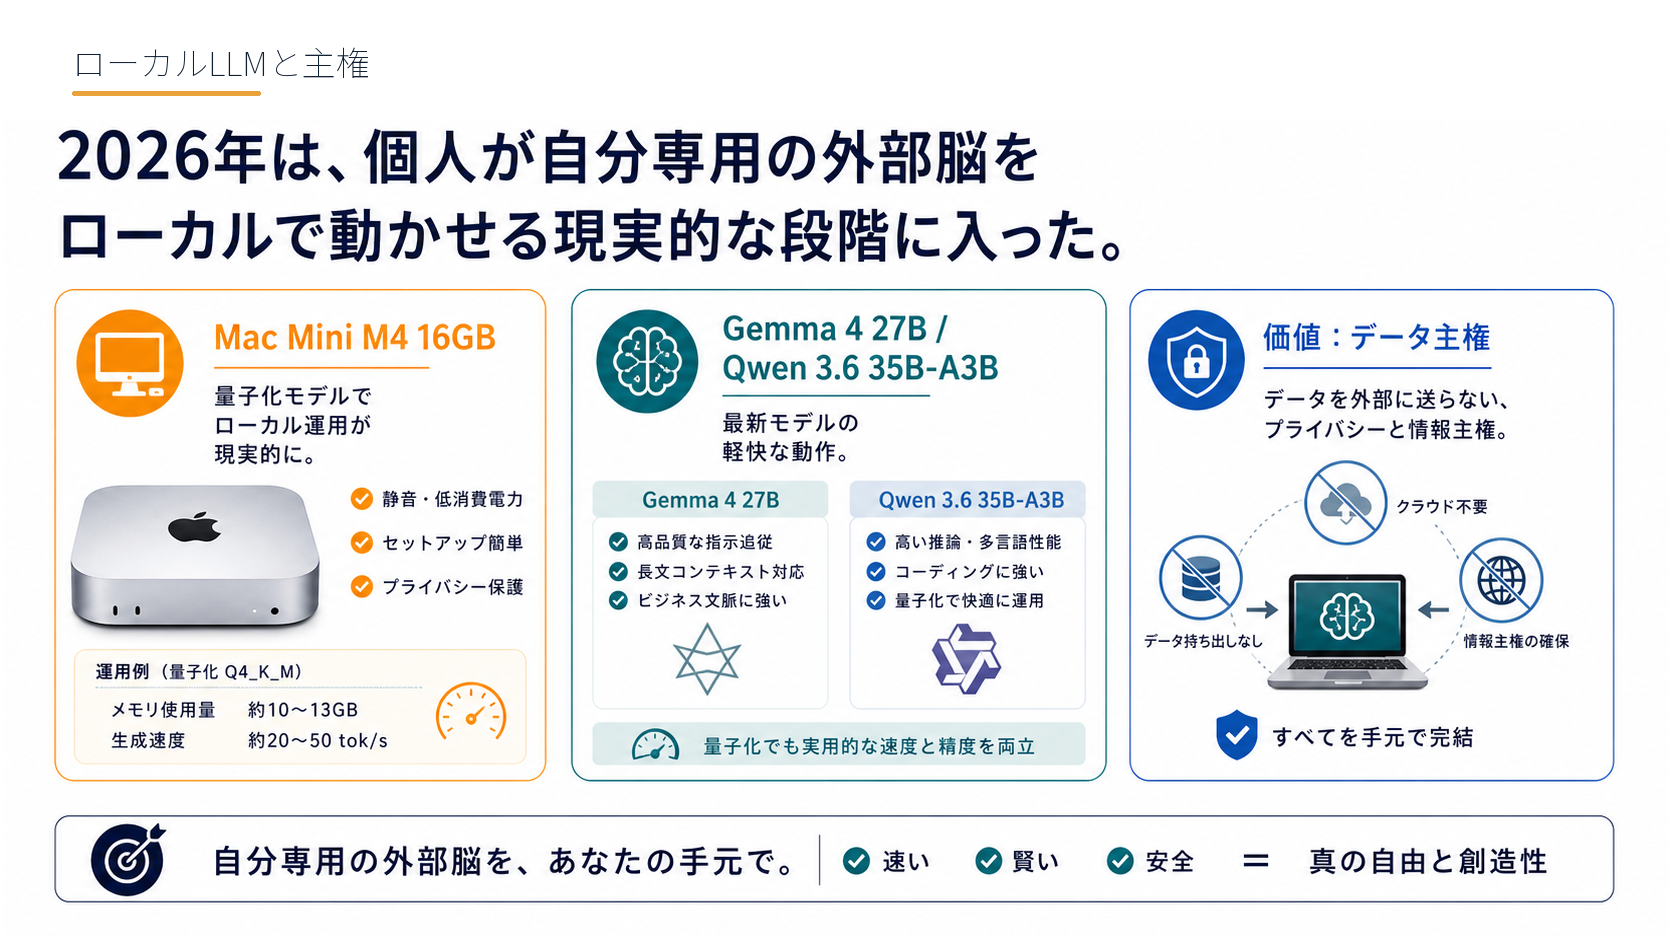 ローカルLLMと主権
2026年は、個人が自分専用の外部脳を
ローカルで動かせる現実的な段階に入った。
Mac Mini M4 16GB
量子化モデルで
ローカル運用が
現実的に。
静音・低消費電力
セットアップ簡単
プライバシー保護
運用例（量子化 Q4_K_M）
メモリ使用量 約10〜13GB
生成速度 約20〜50 tok/s
Gemma 4 27B /
Qwen 3.6 35B-A3B
最新モデルの
軽快な動作。
Gemma 4 27B
高品質な指示追従
長文コンテキスト対応
ビジネス文脈に強い
Qwen 3.6 35B-A3B
高い推論・多言語性能
コーディングに強い
量子化で快適に運用
量子化でも実用的な速度と精度を両立
価値：データ主権
データを外部に送らない、
プライバシーと情報主権。
クラウド不要
データ持ち出しなし
情報主権の確保
すべてを手元で完結
自分専用の外部脳を、あなたの手元で。
速い 賢い 安全 = 真の自由と創造性